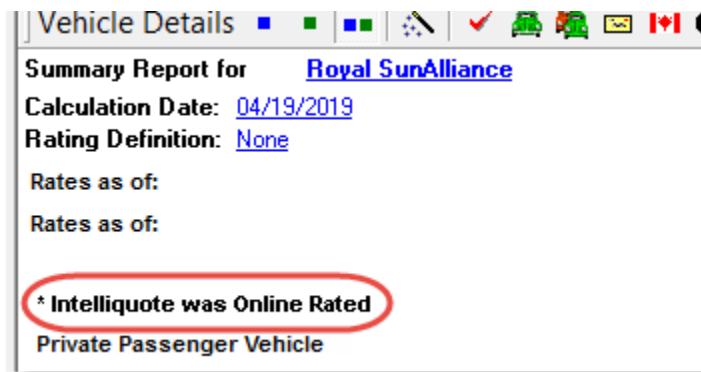 Vehicle Details
Summary Report for Royal SunAlliance
Calculation Date: 04/19/2019
Rating Definition: None
Rates as of:
Rates as of:
* Intelliquote was Online Rated
Private Passenger Vehicle